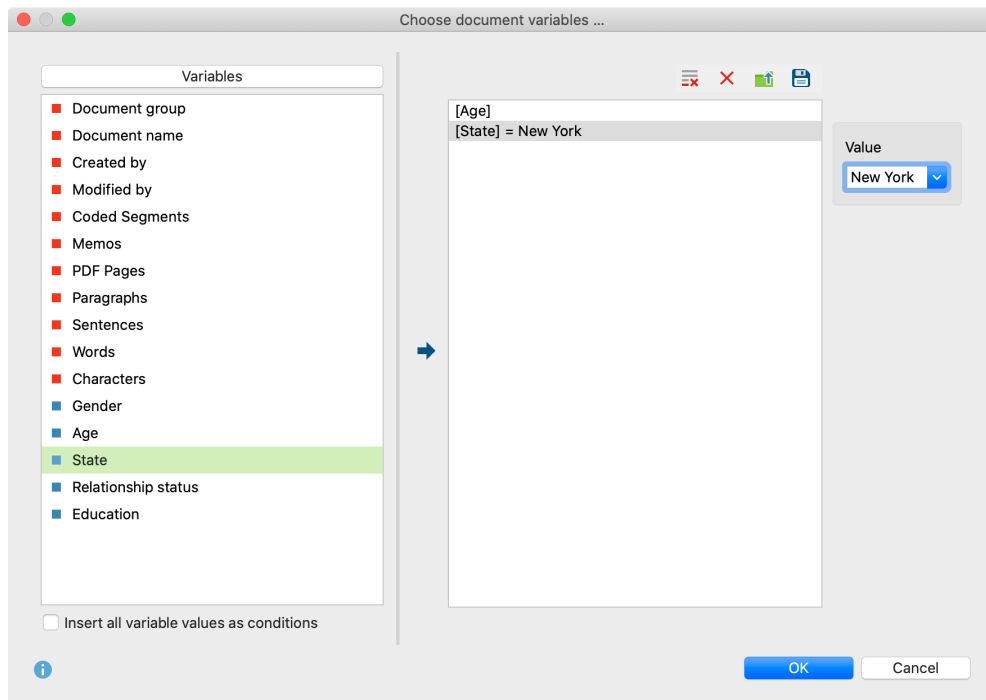 Choose document variables ...
Variables
Document group
Document name
Created by
Modified by
Coded Segments
Memos
PDF Pages
Paragraphs
Sentences
Words
Characters
Gender
Age
State
Relationship status
Education
Insert all variable values as conditions
[Age]
[State] = New York
Value
New York
OK
Cancel